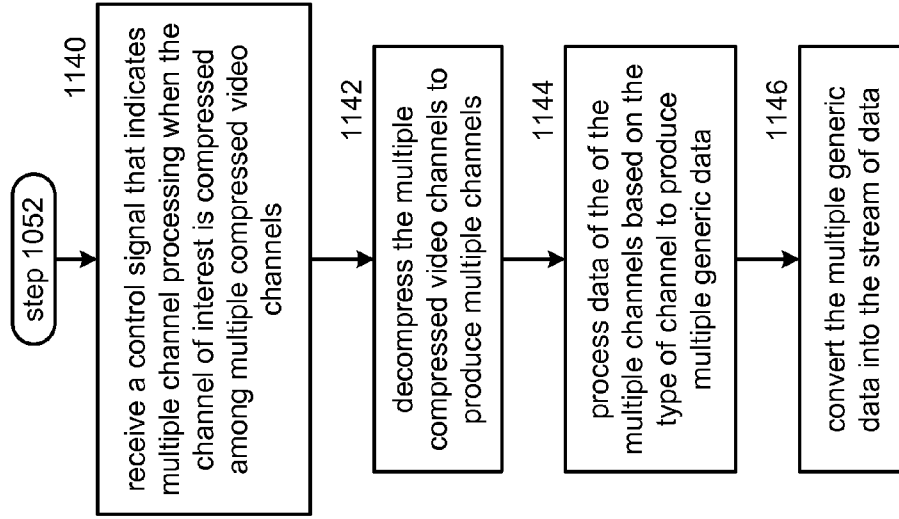 step 1052
1140
receive a control signal that indicates
multiple channel processing when the
channel of interest is compressed
among multiple compressed video
channels
1142
decompress the multiple
compressed video channels to
produce multiple channels
1144
process data of the of the
multiple channels based on the
type of channel to produce
multiple generic data
1146
convert the multiple generic
data into the stream of data